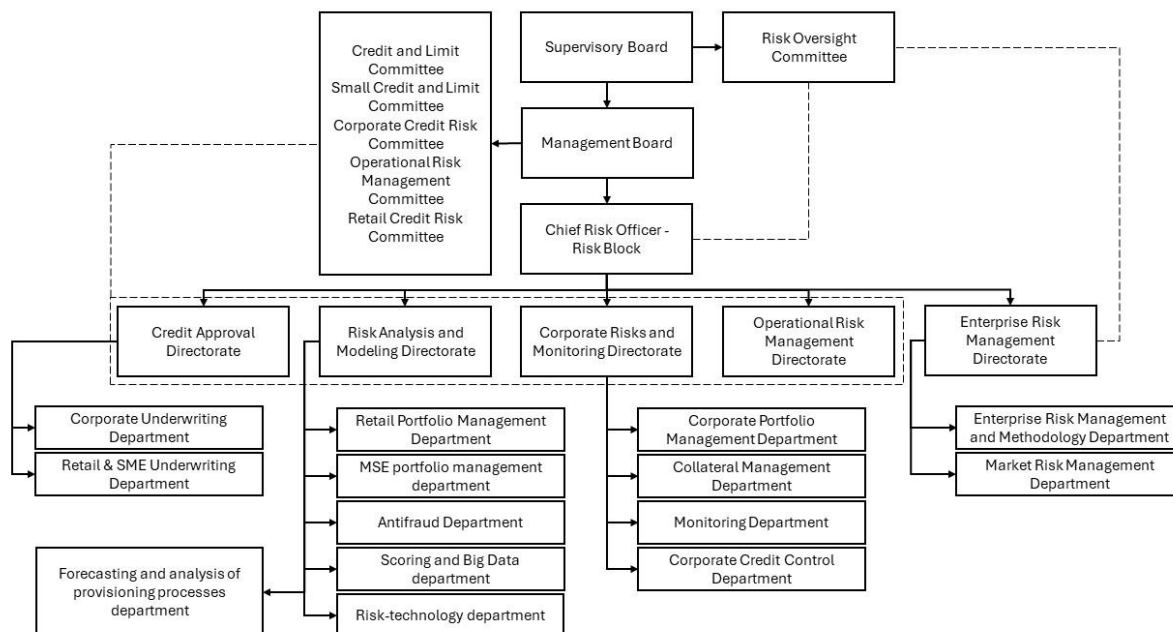 Credit and Limit
Committee
Small Credit and Limit
Committee
Corporate Credit Risk
Committee
Operational Risk
Management
Committee
Retail Credit Risk
Committee
Supervisory Board
Risk Oversight
Committee
Management Board
Chief Risk Officer -
Risk Block
Credit Approval
Directorate
Risk Analysis and
Modeling Directorate
Corporate Risks and
Monitoring Directorate
Operational Risk
Management
Directorate
Enterprise Risk
Management
Directorate
Corporate Underwriting
Department
Retail & SME Underwriting
Department
Forecasting and analysis of
provisioning processes
department
Retail Portfolio Management
Department
MSE portfolio management
department
Antifraud Department
Scoring and Big Data
department
Risk-technology department
Corporate Portfolio
Management Department
Collateral Management
Department
Monitoring Department
Corporate Credit Control
Department
Enterprise Risk Management
and Methodology Department
Market Risk Management
Department